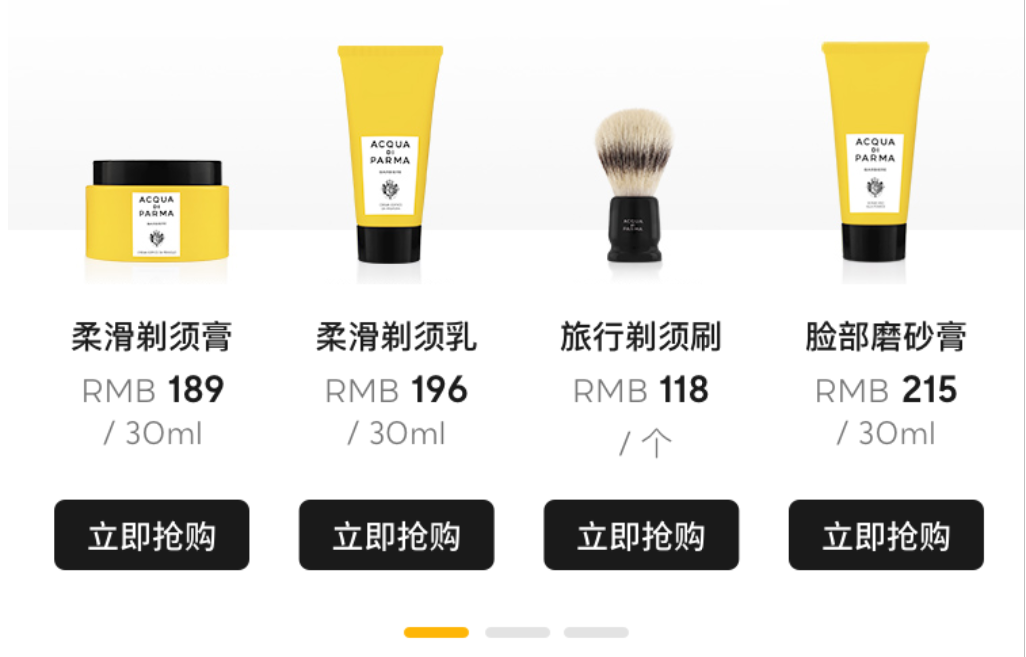 ACQUA
DI
PARMA
ACQUA
DI
PARMA
ACQUA
DI
PARMA
ACQUA
DI
PARMA
柔滑剃须膏
RMB 189
/ 30ml
立即抢购
柔滑剃须乳
RMB 196
/ 30ml
立即抢购
旅行剃须刷
RMB 118
/ 个
立即抢购
脸部磨砂膏
RMB 215
/ 30ml
立即抢购